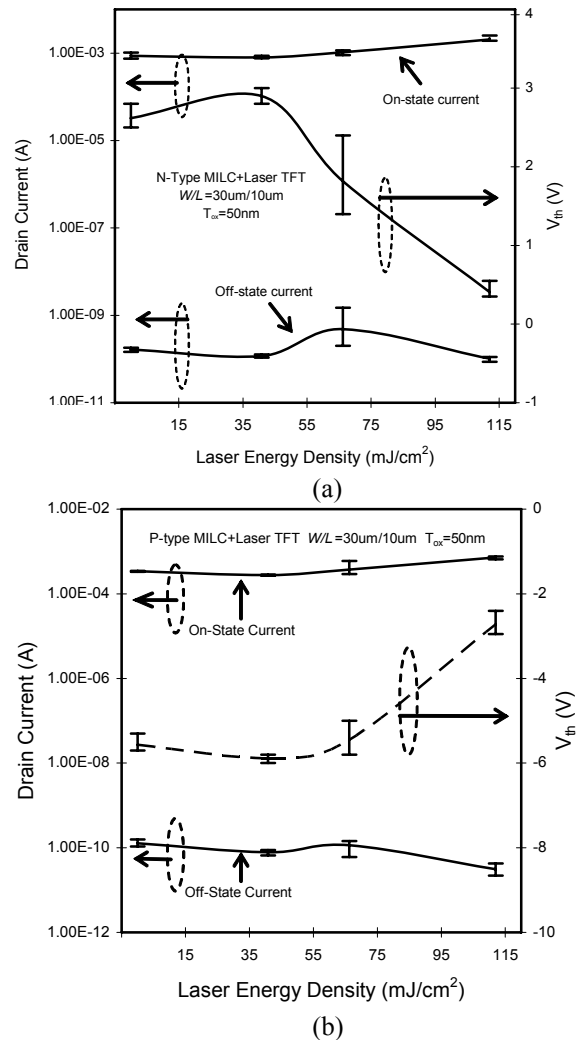 4
1.00E-03
3
On-state current
1.00E-05
2
N-Type MILC+Laser TFT
W/L=30um/10um
Tox=50nm
Drain Current (A)
Vth (V)
1.00E-07
1
Off-state current
1.00E-09
0
1.00E-11
-1
15 35 55 75 95 115
Laser Energy Density (mJ/cm²)
(a)
1.00E-02
0
P-type MILC+Laser TFT W/L=30um/10um Tox=50nm
1.00E-04
-2
On-State Current
1.00E-06
-4
Drain Current (A)
Vth (V)
1.00E-08
-6
1.00E-10
-8
Off-State Current
1.00E-12
-10
15 35 55 75 95 115
Laser Energy Density (mJ/cm²)
(b)